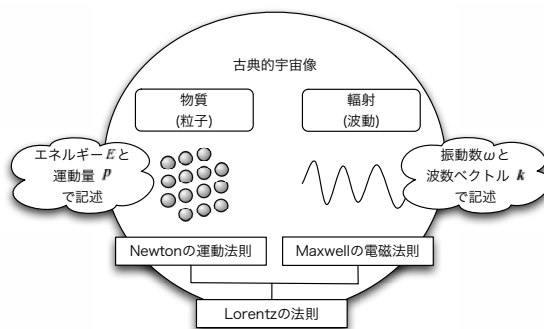 古典的宇宙像
物質
(粒子)
輻射
(波動)
エネルギーEと
運動量 p
で記述
振動数ωと
波数ベクトル k
で記述
Newtonの運動法則
Maxwellの電磁法則
Lorentzの法則